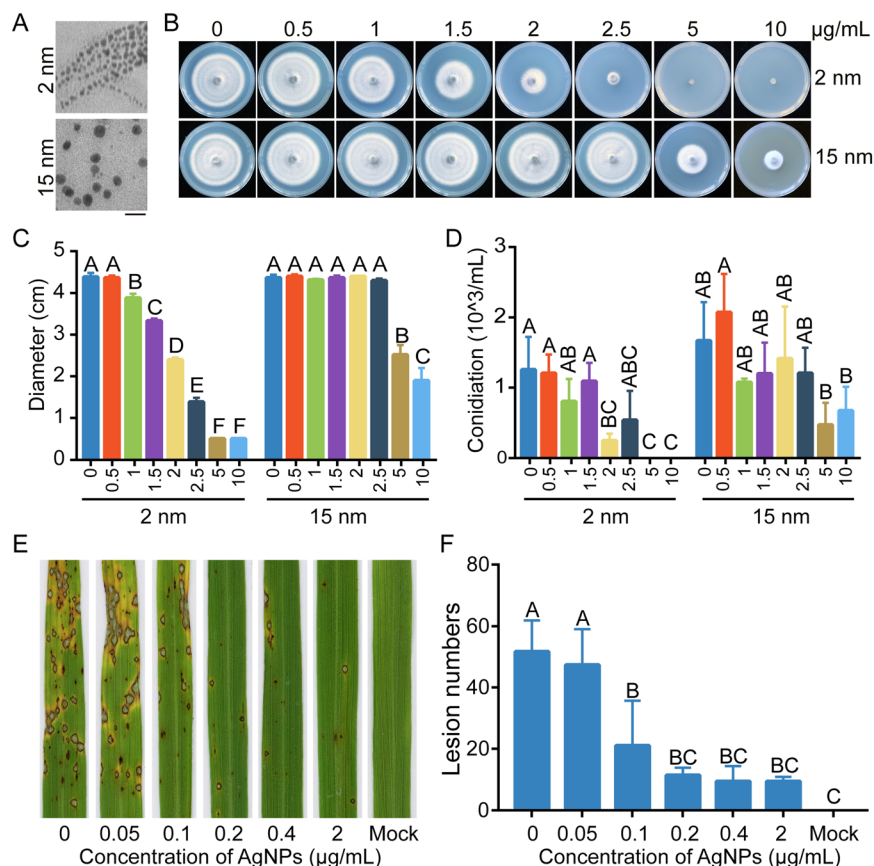 A
2 nm
15 nm
B
0 0.5 1 1.5 2 2.5 5 10 μg/mL
2 nm
15 nm
C
Diameter (cm)
5
4
3
2
1
0
A A B C D E F F
A A A A A A B C
0 0.5 1 1.5 2 2.5 5 10
0 0.5 1 1.5 2 2.5 5 10
2 nm
15 nm
D
Conidiation (10^3/mL)
3
2
1
0
A A AB A BC ABC C C
AB A AB AB AB AB B B
0 0.5 1 1.5 2 2.5 5 10
0 0.5 1 1.5 2 2.5 5 10
2 nm
15 nm
E
0 0.05 0.1 0.2 0.4 2 Mock
Concentration of AgNPs (μg/mL)
F
Lesion numbers
80
60
40
20
0
A A B BC BC BC C
0 0.05 0.1 0.2 0.4 2 Mock
Concentration of AgNPs (μg/mL)